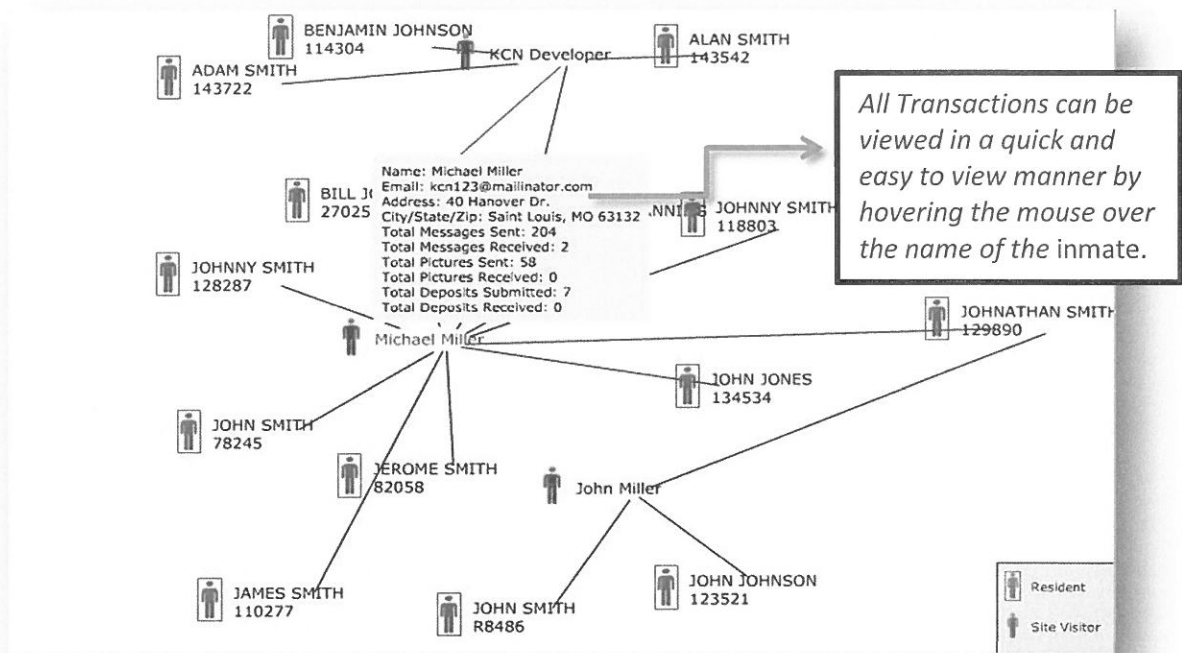 BENJAMIN JOHNSON
114304
KCN Developer
ALAN SMITH
143542
ADAM SMITH
143722
All Transactions can be
viewed in a quick and
easy to view manner by
hovering the mouse over
the name of the inmate.
Name: Michael Miller
Email: kcn123@mailinator.com
Address: 40 Hanover Dr.
City/State/Zip: Saint Louis, MO 63132
Total Messages Sent: 204
Total Messages Received: 2
Total Pictures Sent: 58
Total Pictures Received: 0
Total Deposits Submitted: 7
Total Deposits Received: 0
BILL
27025
JOHNNY SMITH
118803
JOHNNY SMITH
128287
JOHNATHAN SMITH
129890
Michael Miller
JOHN JONES
134534
JOHN SMITH
78245
JEROME SMITH
82058
John Miller
JAMES SMITH
110277
JOHN SMITH
R8486
JOHN JOHNSON
123521
Resident
Site Visitor